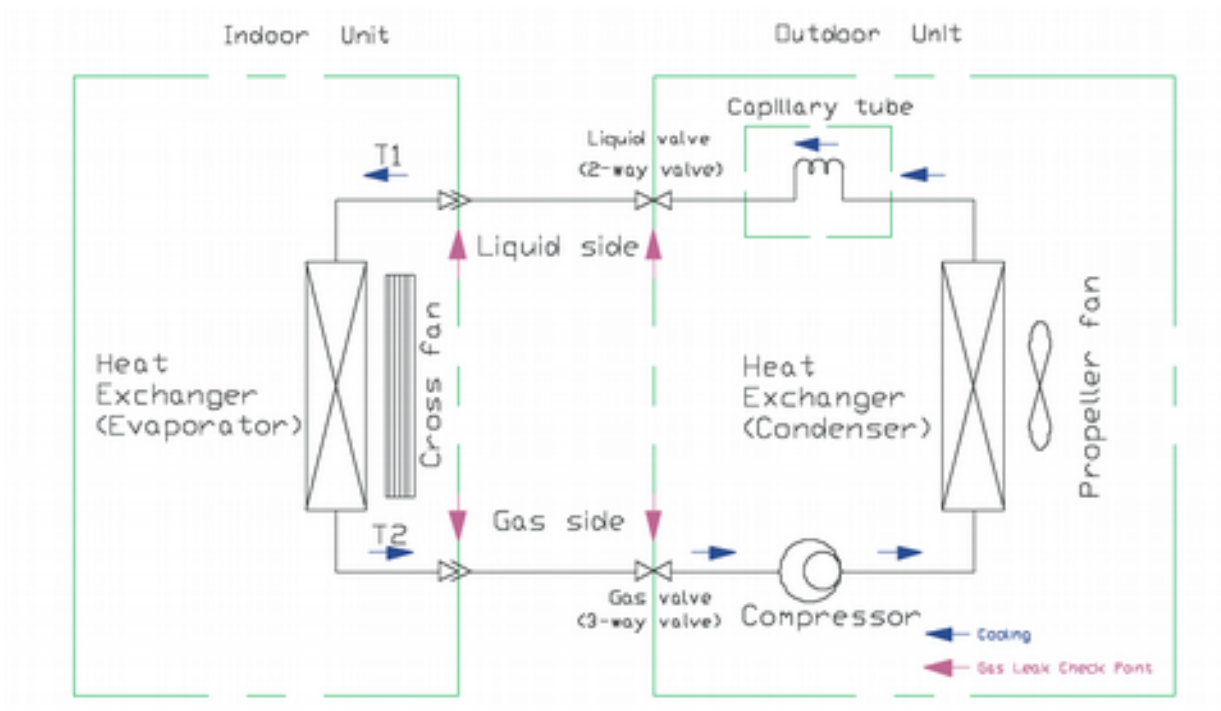 Indoor Unit
Outdoor Unit
Capillary tube
Liquid valve
(2-way valve)
T1
Liquid side
Heat
Exchanger
(Evaporator)
Cross fan
Heat
Exchanger
(Condenser)
Propeller fan
T2
Gas side
Gas valve
(3-way valve)
Compressor
Cooling
Gas Leak Check Point